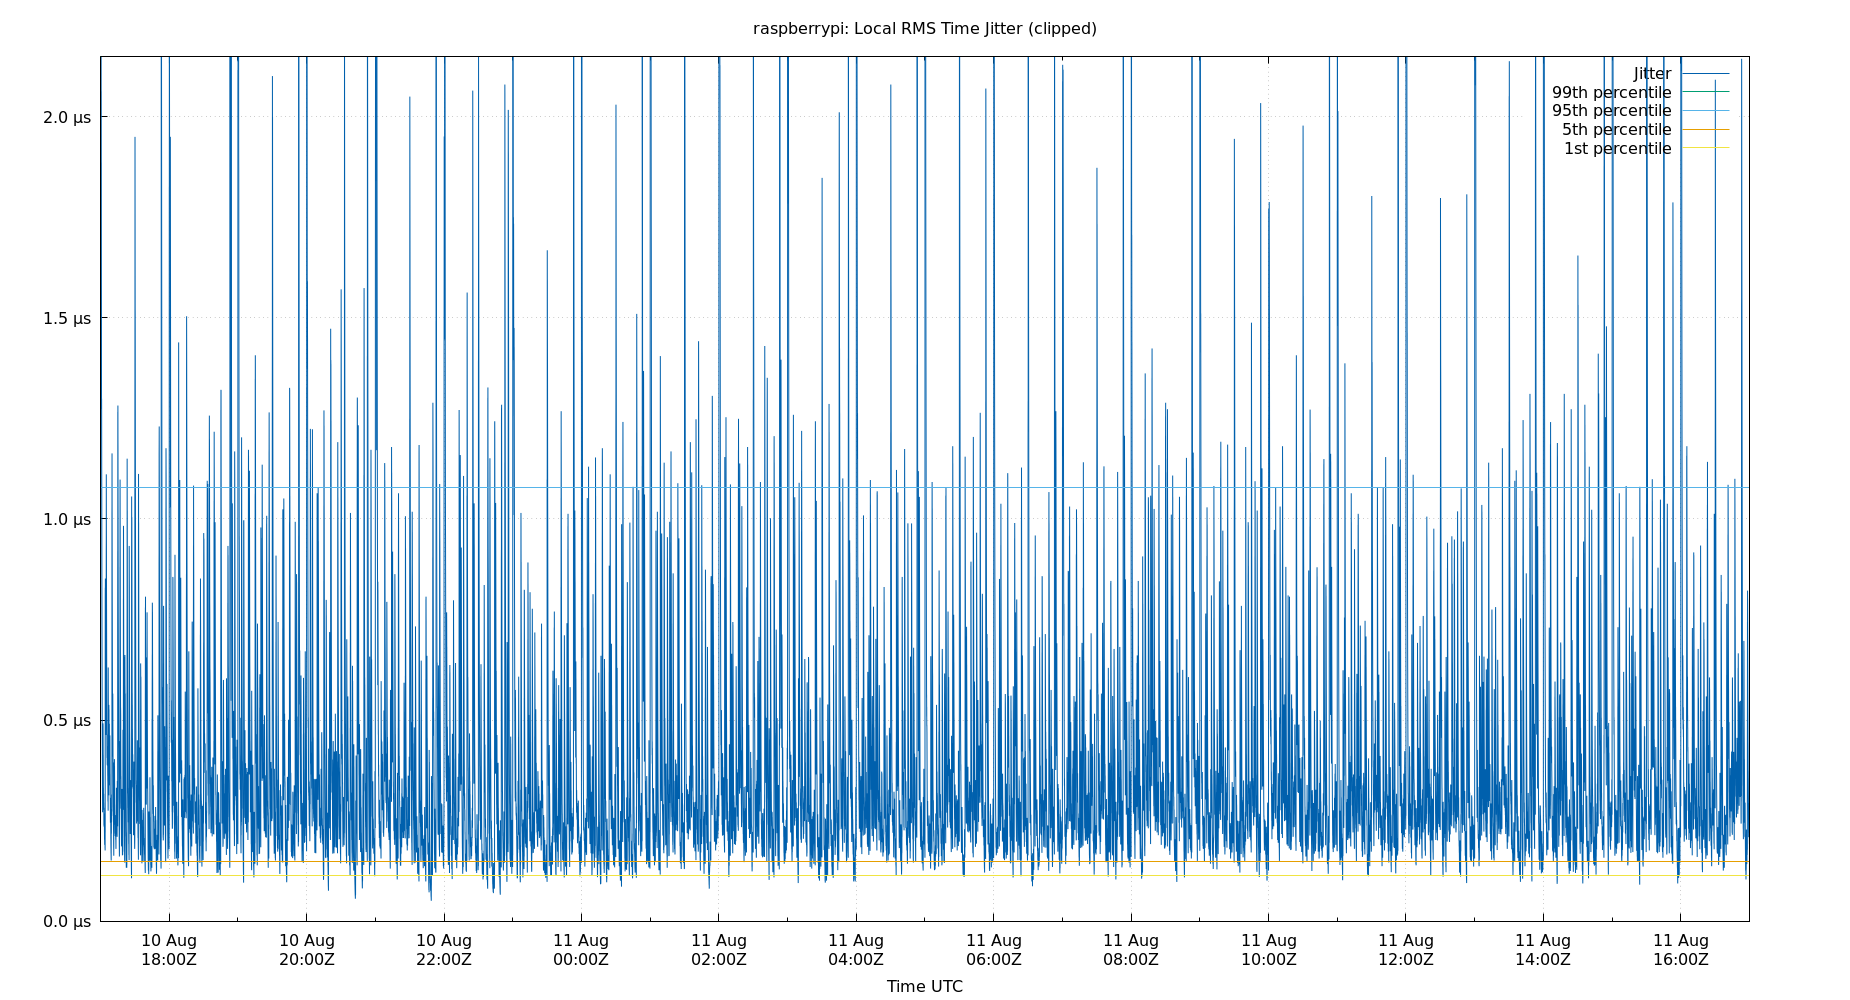 raspberrypi: Local RMS Time Jitter (clipped)
Jitter
99th percentile
95th percentile
5th percentile
1st percentile
2.0 µs
1.5 µs
1.0 µs
0.5 µs
0.0 µs
10 Aug 10 Aug 10 Aug 11 Aug 11 Aug 11 Aug 11 Aug 11 Aug 11 Aug 11 Aug 11 Aug 11 Aug
18:00Z 20:00Z 22:00Z 00:00Z 02:00Z 04:00Z 06:00Z 08:00Z 10:00Z 12:00Z 14:00Z 16:00Z
Time UTC